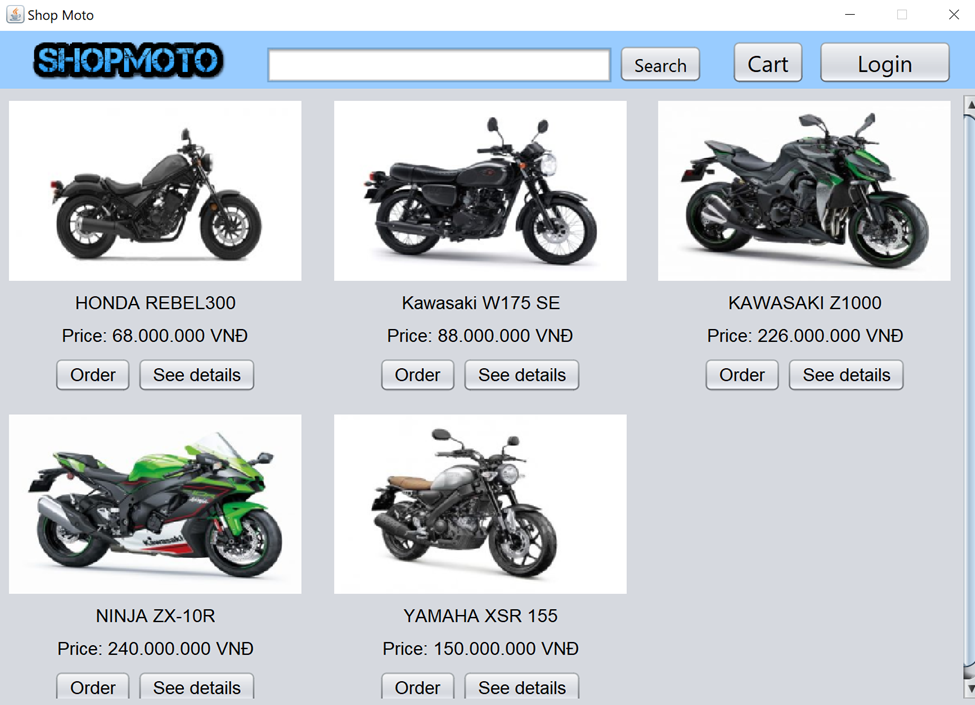 Shop Moto
SHOPMOTO
Search
Cart
Login
HONDA REBEL300
Kawasaki W175 SE
KAWASAKI Z1000
Price: 68.000.000 VNĐ
Price: 88.000.000 VNĐ
Price: 226.000.000 VNĐ
Order
See details
Order
See details
Order
See details
Kawasaki
NINJA ZX-10R
YAMAHA XSR 155
Price: 240.000.000 VNĐ
Price: 150.000.000 VNĐ
Order
See details
Order
See details